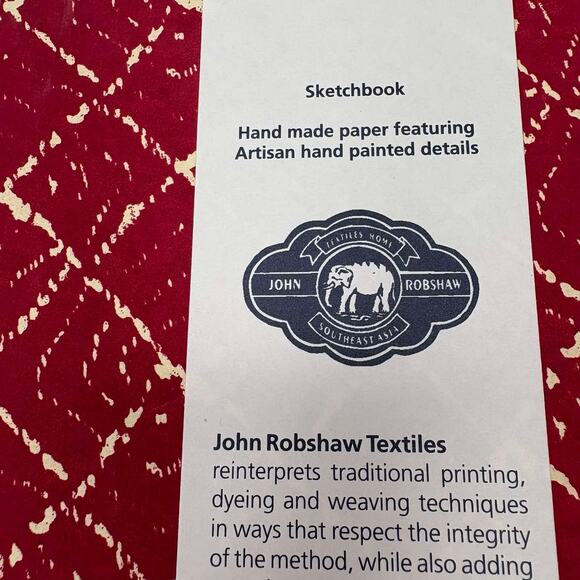 Sketchbook
Hand made paper featuring
Artisan hand painted details
TEXTILES HOME
JOHN ROBSHAW
SOUTHEAST ASIA
John Robshaw Textiles
reinterprets traditional printing,
dyeing and weaving techniques
in ways that respect the integrity
of the method, while also adding